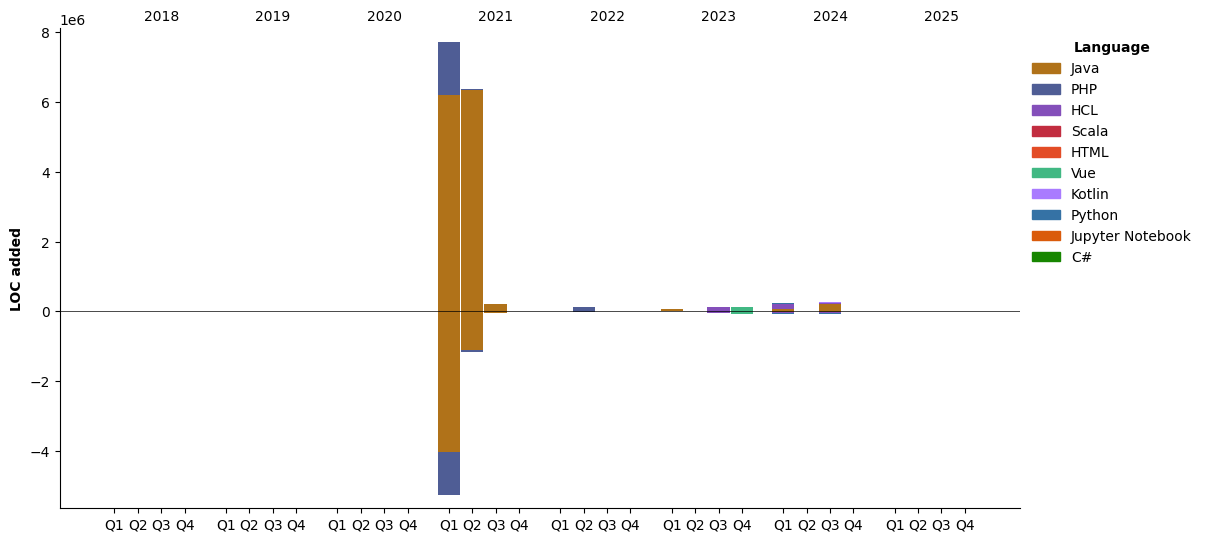 1e6
2018 2019 2020 2021 2022 2023 2024 2025
8
6
4
2
0
−2
−4
LOC added
Q1 Q2 Q3 Q4 Q1 Q2 Q3 Q4 Q1 Q2 Q3 Q4 Q1 Q2 Q3 Q4 Q1 Q2 Q3 Q4 Q1 Q2 Q3 Q4 Q1 Q2 Q3 Q4 Q1 Q2 Q3 Q4
Language
Java
PHP
HCL
Scala
HTML
Vue
Kotlin
Python
Jupyter Notebook
C#